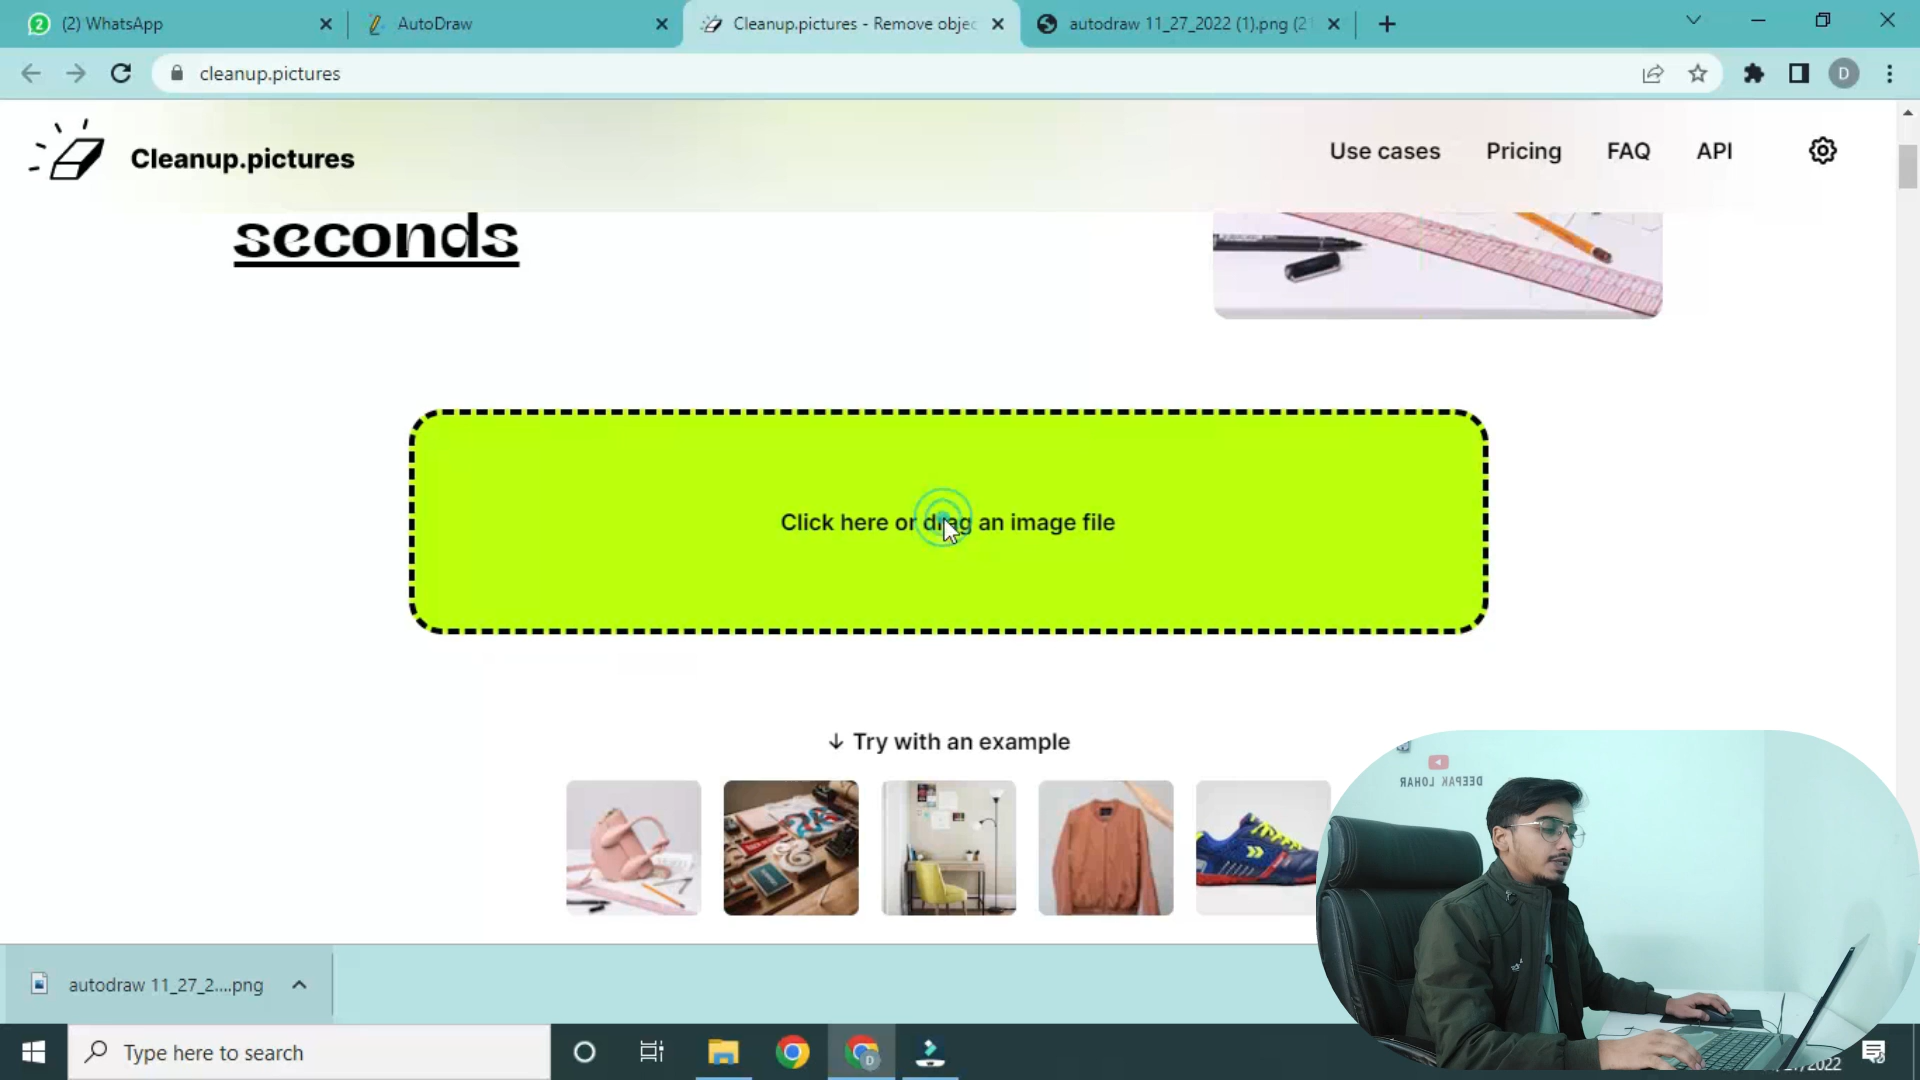 (2) WhatsApp
AutoDraw
Cleanup.pictures - Remove objec
autodraw 11_27_2022 (1).png (21
cleanup.pictures
D
Cleanup.pictures
Use cases
Pricing
FAQ
API
seconds
Click here or drag an image file
↓ Try with an example
DEEPAK LOHAR
autodraw 11_27_2....png
Type here to search